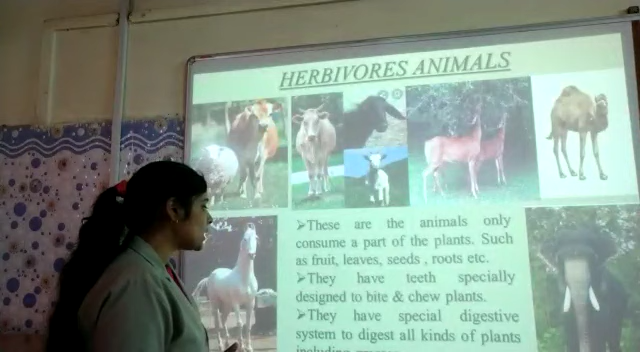 HERBIVORES ANIMALS
➢These are the animals only
consume a part of the plants. Such
as fruit, leaves, seeds , roots etc.
➢They have teeth specially
designed to bite & chew plants.
➢They have special digestive
system to digest all kinds of plants
including